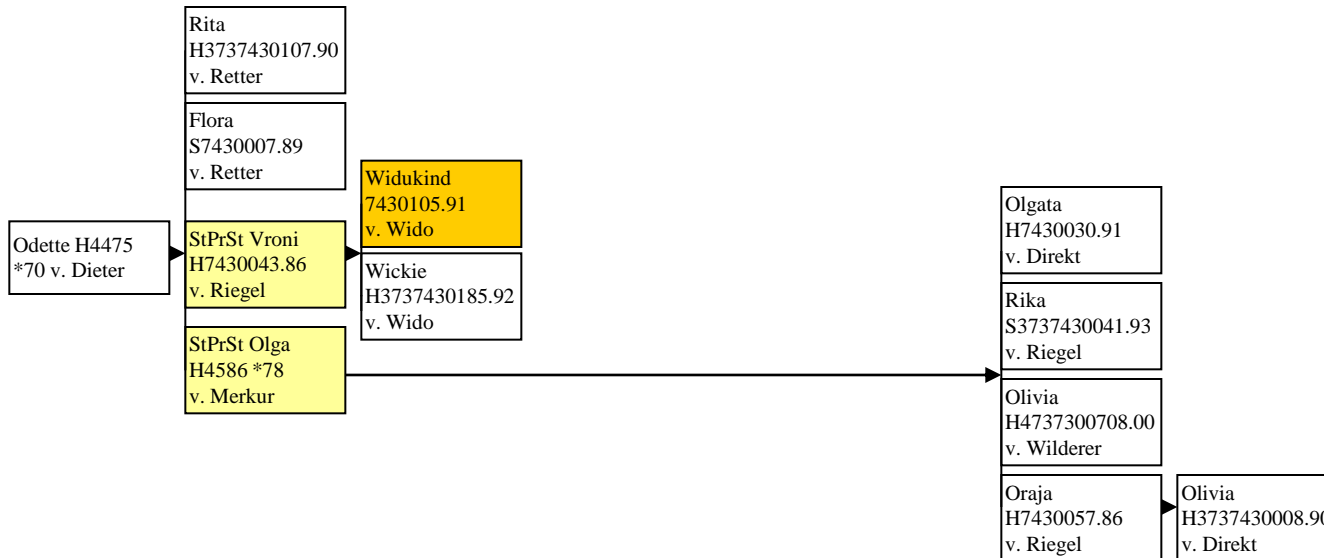 Rita
H3737430107.90
v. Retter
Flora
S7430007.89
v. Retter
Odette H4475
*70 v. Dieter
StPrSt Vroni
H7430043.86
v. Riegel
StPrSt Olga
H4586 *78
v. Merkur
Widukind
7430105.91
v. Wido
Wickie
H3737430185.92
v. Wido
Olgata
H7430030.91
v. Direkt
Rika
S3737430041.93
v. Riegel
Olivia
H4737300708.00
v. Wilderer
Oraja
H7430057.86
v. Riegel
Olivia
H3737430008.90
v. Direkt